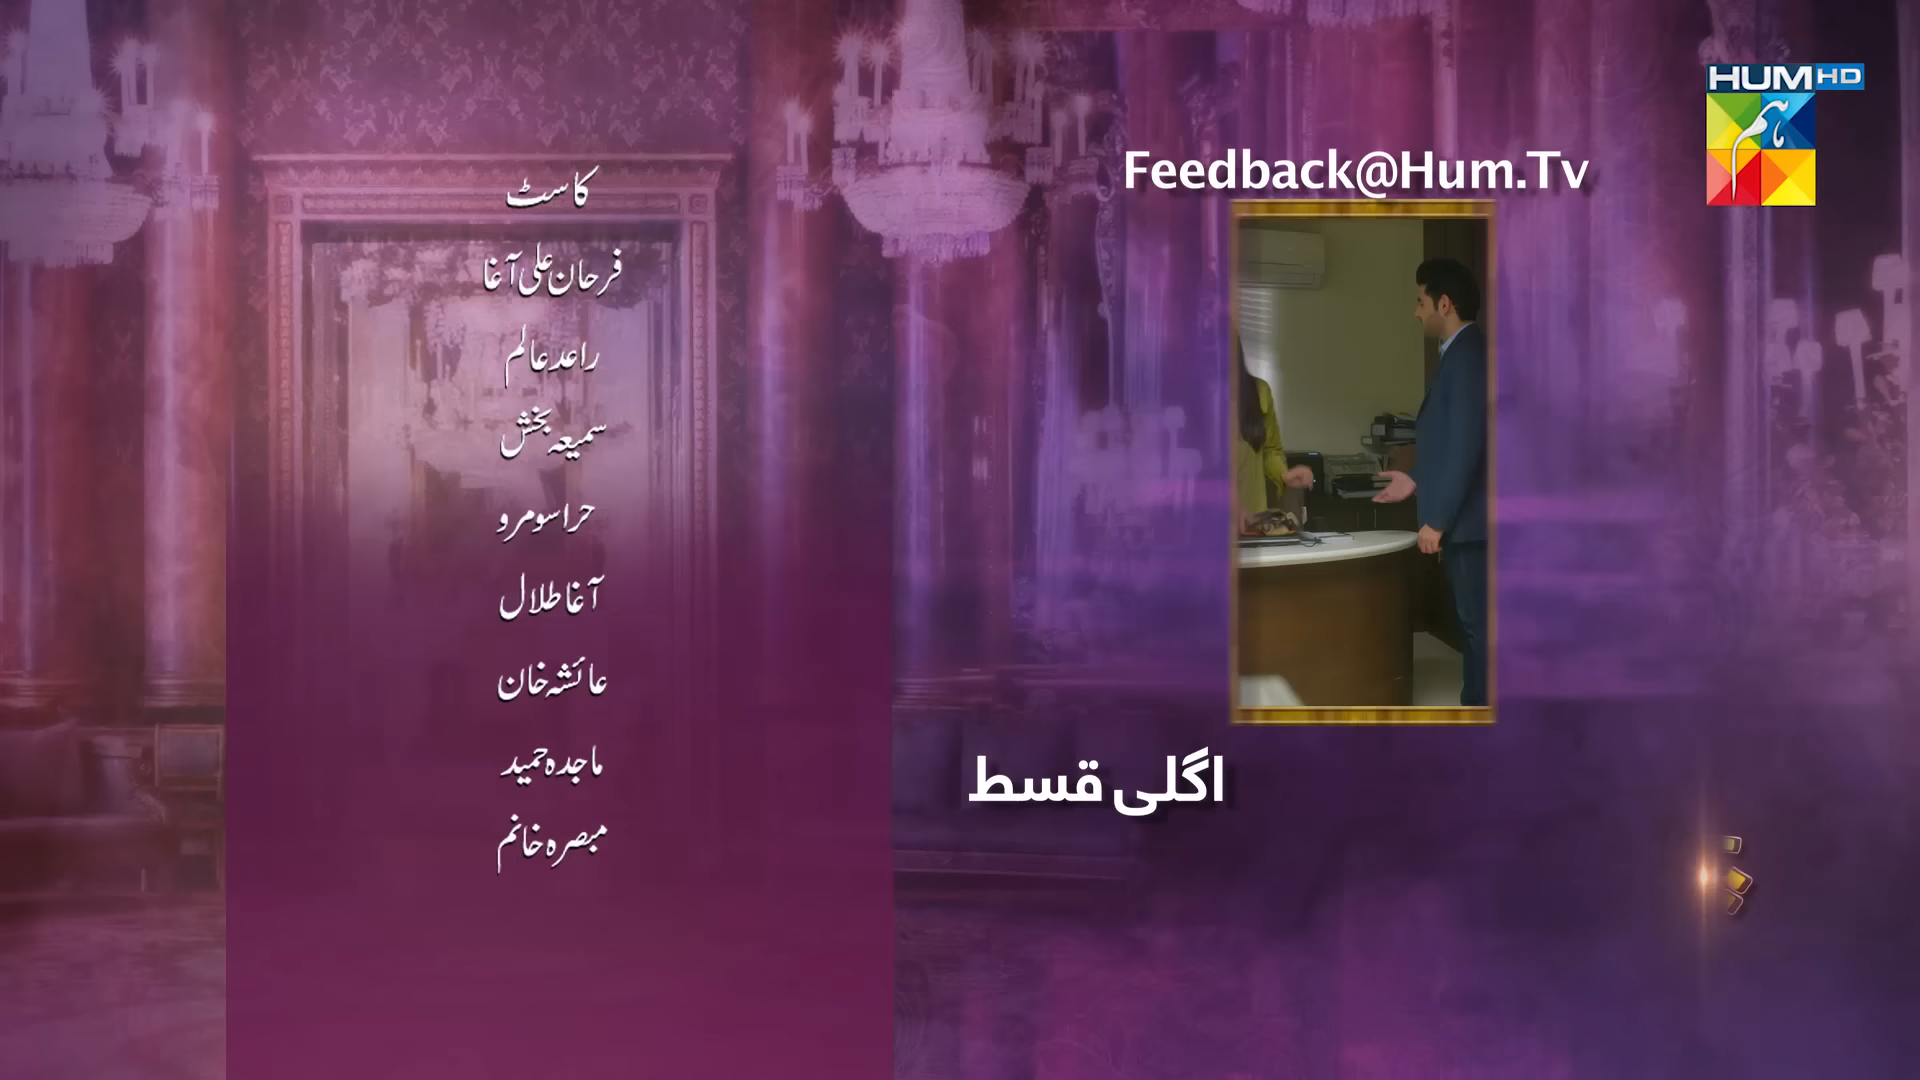 کاسٹ
فرحان علی آغا
راعد عالم
سمیعہ بخش
حرا سومرو
آغا طلال
عائشہ خان
ماجدہ حمید
مبصرہ خانم
Feedback@Hum.Tv
اگلی قسط
HUM HD
ہم